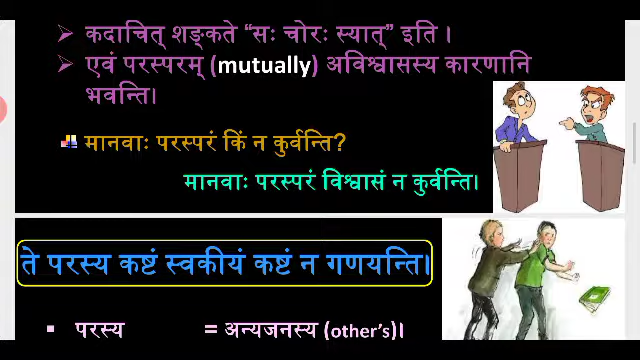 कदाचित् शङ्कते “सः चोरः स्यात्” इति ।
एवं परस्परम् (mutually) अविश्वासस्य कारणानि
भवन्ति।
मानवाः परस्परं किं न कुर्वन्ति?
मानवाः परस्परं विश्वासं न कुर्वन्ति।
ते परस्य कष्टं स्वकीयं कष्टं न गणयन्ति।
परस्य = अन्यजनस्य (other's)।